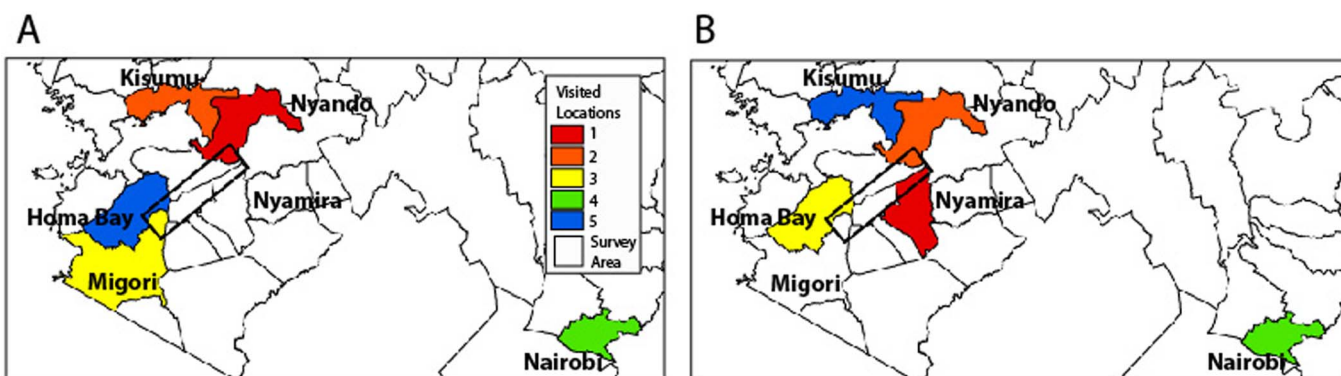 A
Kisumu
Nyando
Homa Bay
Nyamira
Migori
Nairobi
Visited
Locations
1
2
3
4
5
Survey
Area
B
Kisumu
Nyando
Homa Bay
Nyamira
Migori
Nairobi